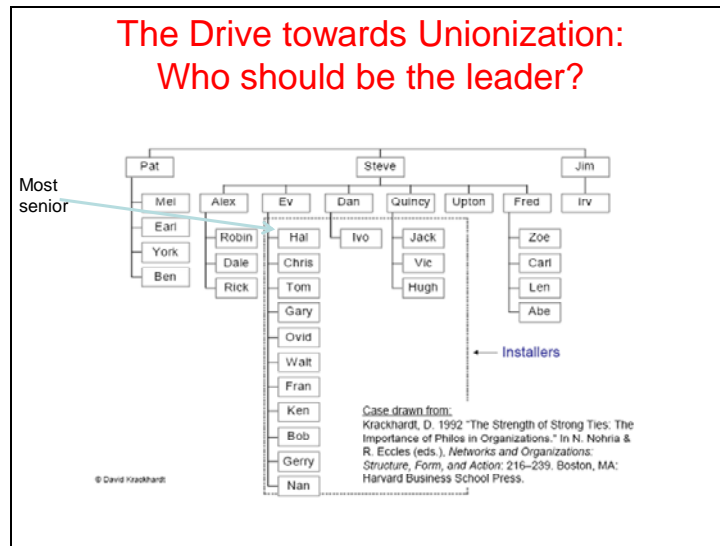 The Drive towards Unionization:
Who should be the leader?
Pat Steve Jim
Most
senior
Mel Alex Ev Dan Quincy Upton Fred Irv
Earl Robin Hal Ivo Jack Zoe
York Dale Chris Vic Carl
Ben Rick Tom Hugh Len
Gary Abe
Ovid
Walt
Installers
Fran
Ken
Bob
Gerry
Nan
Case drawn from:
Krackhardt, D. 1992 "The Strength of Strong Ties: The
Importance of Philos in Organizations." In N. Nohria &
R. Eccles (eds.), Networks and Organizations:
Structure, Form, and Action: 216–239. Boston, MA:
Harvard Business School Press.
© David Krackhardt